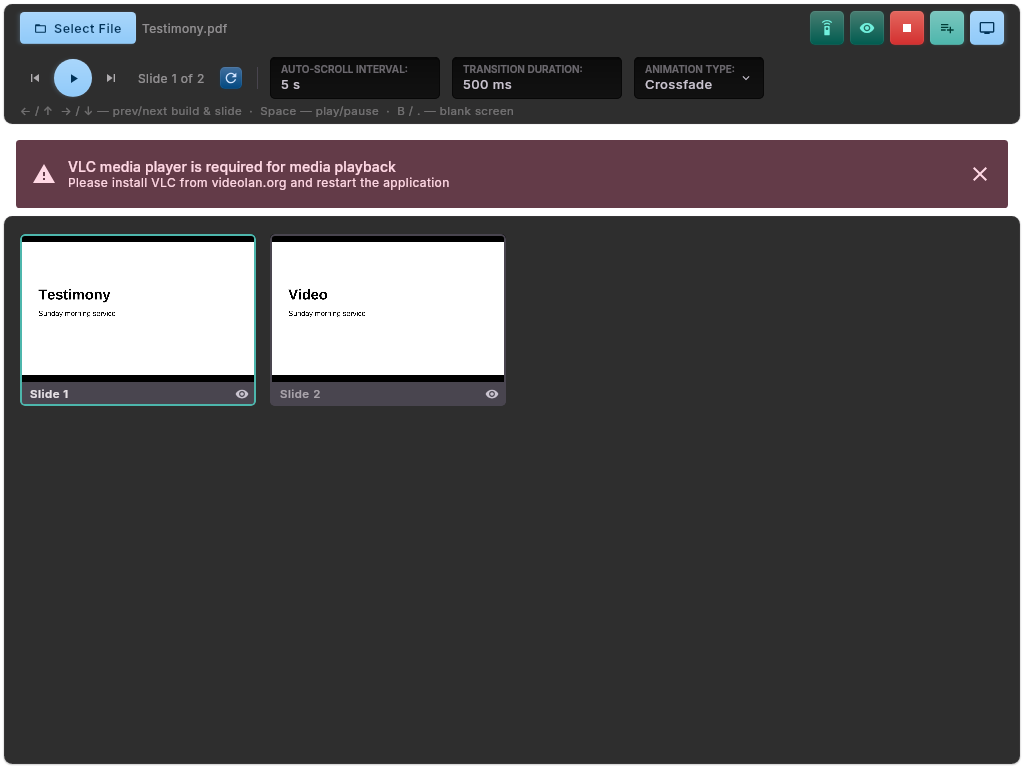 Select File
Testimony.pdf
Slide 1 of 2
AUTO-SCROLL INTERVAL:
5 s
TRANSITION DURATION:
500 ms
ANIMATION TYPE:
Crossfade
← / ↑ → / ↓ — prev/next build & slide · Space — play/pause · B / . — blank screen
VLC media player is required for media playback
Please install VLC from videolan.org and restart the application
Testimony
Sunday morning service
Slide 1
Video
Sunday morning service
Slide 2